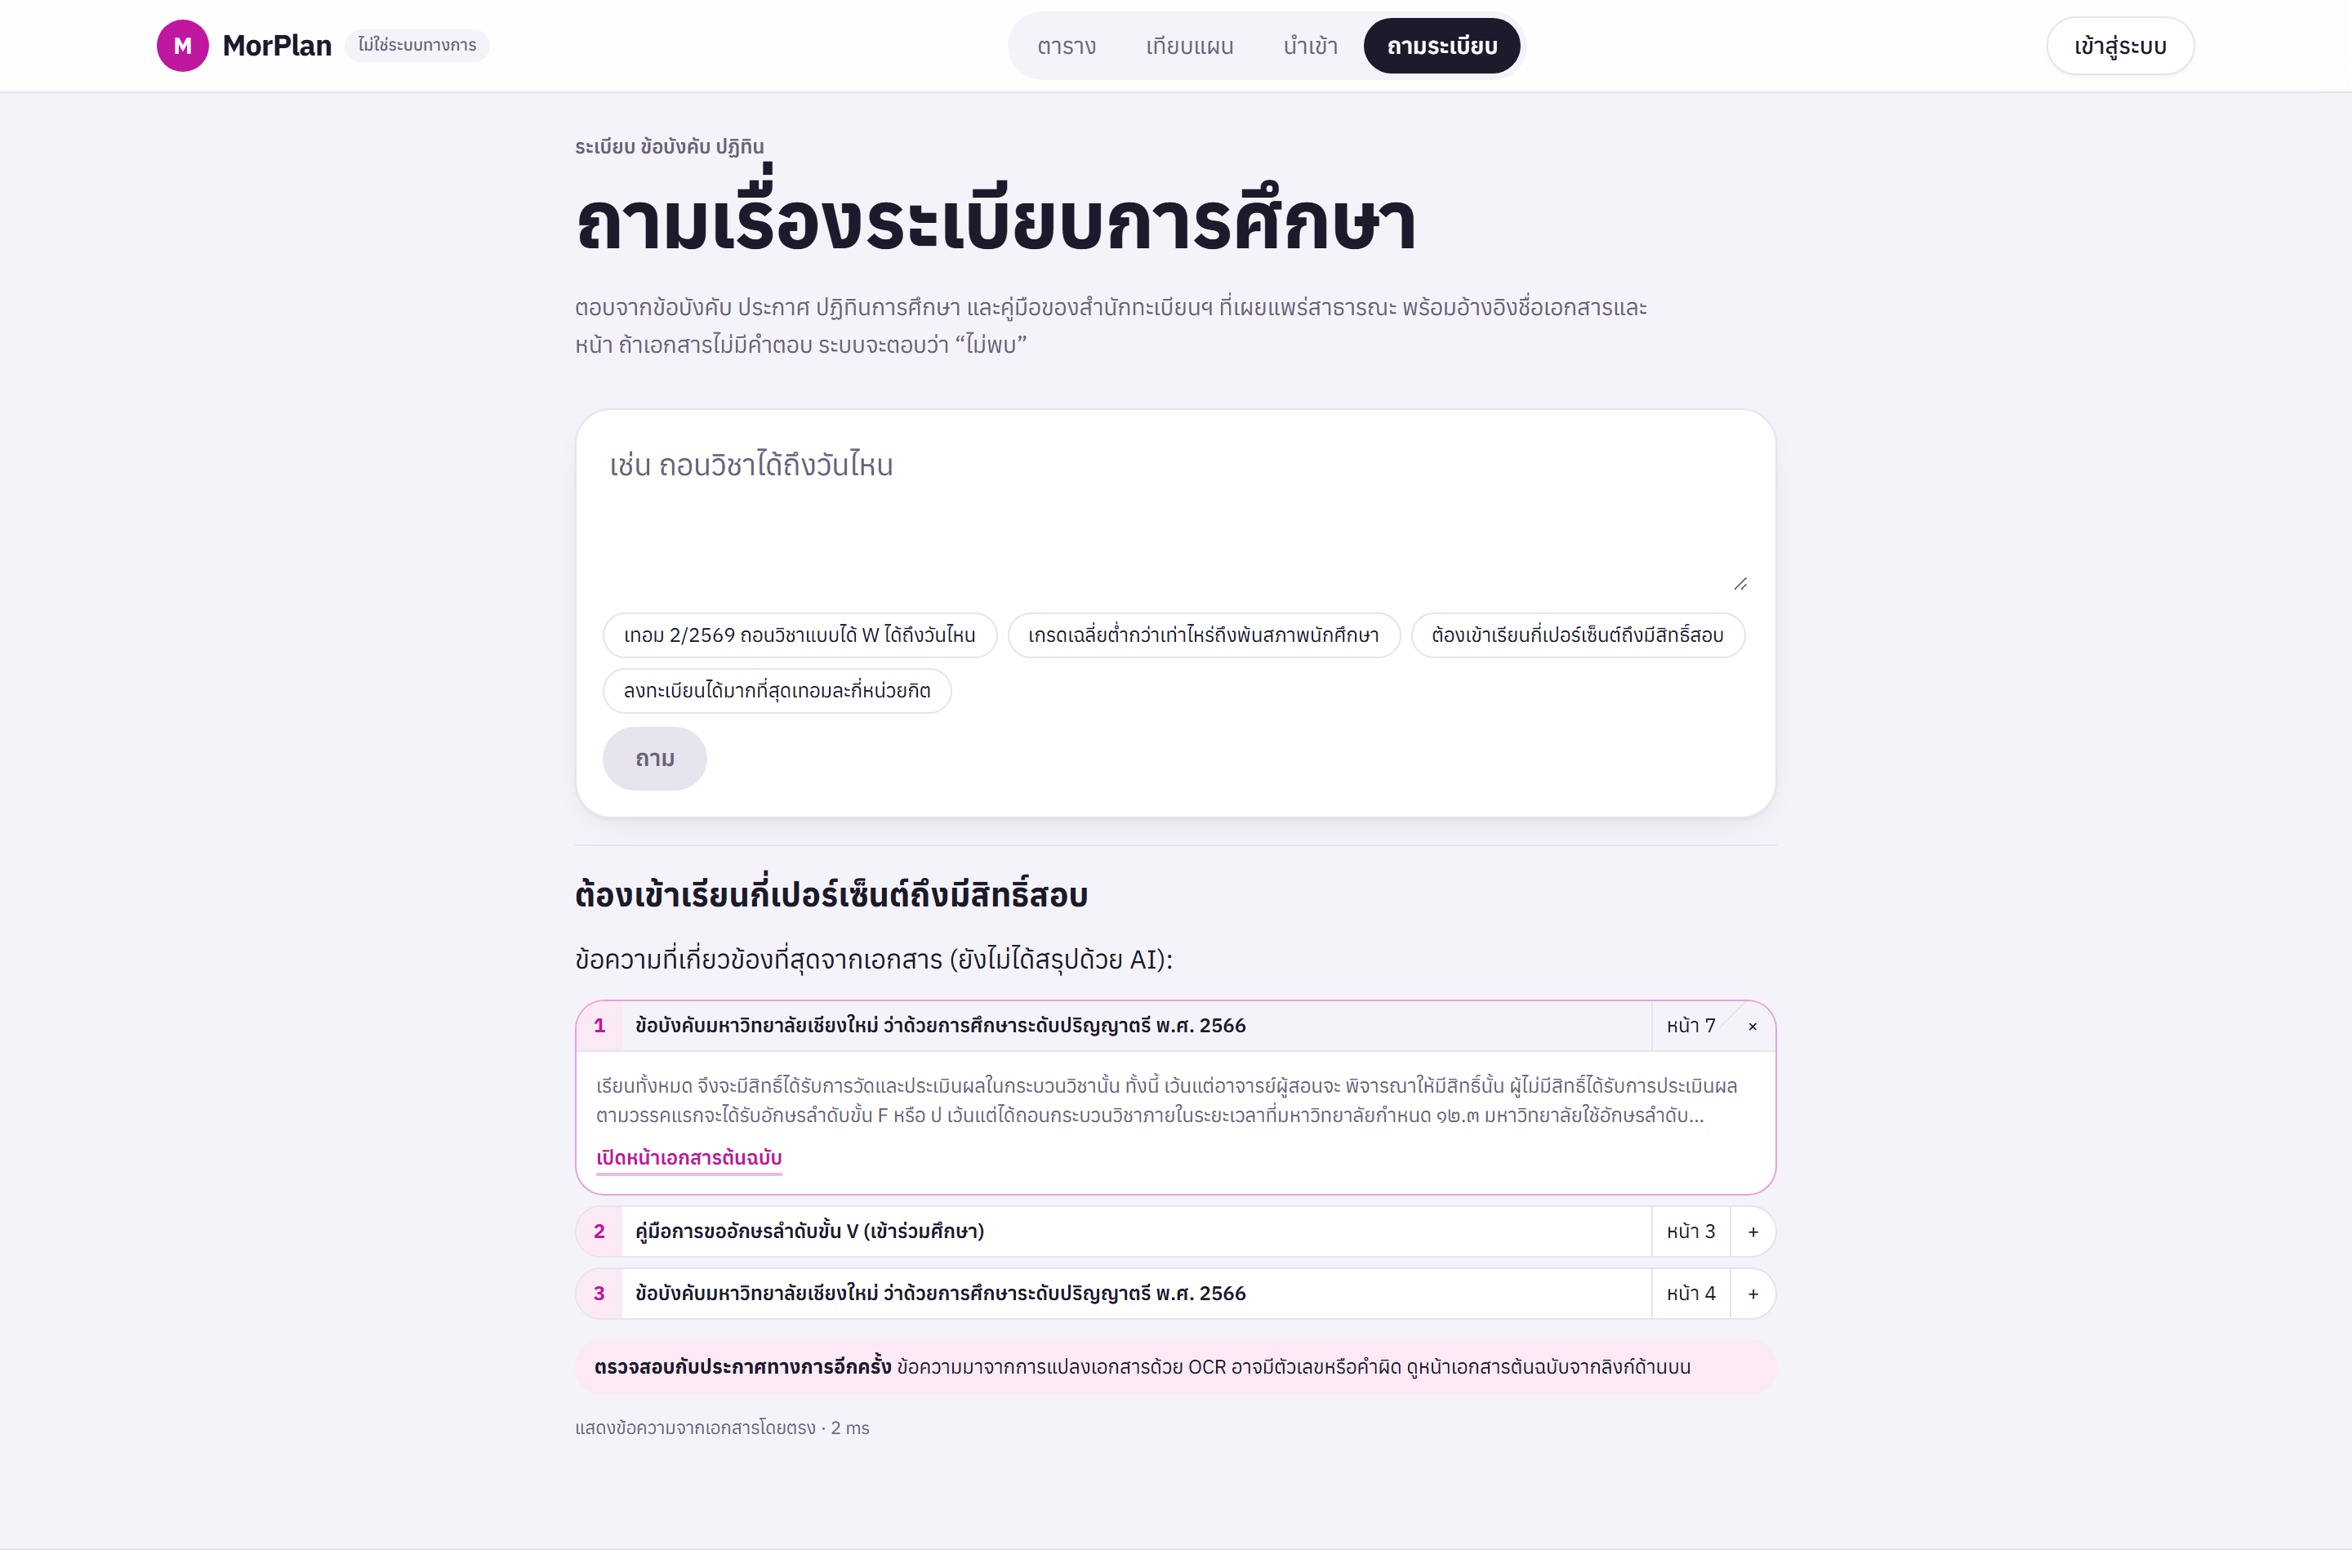 M MorPlan ไม่ใช่ระบบทางการ ตาราง เทียบแผน นำเข้า ถามระเบียบ เข้าสู่ระบบ
ระเบียบ ข้อบังคับ ปฏิทิน
ถามเรื่องระเบียบการศึกษา
ตอบจากข้อบังคับ ประกาศ ปฏิทินการศึกษา และคู่มือของสำนักทะเบียนฯ ที่เผยแพร่สาธารณะ พร้อมอ้างอิงชื่อเอกสารและ
หน้า ถ้าเอกสารไม่มีคำตอบ ระบบจะตอบว่า “ไม่พบ”
เช่น ถอนวิชาได้ถึงวันไหน
เทอม 2/2569 ถอนวิชาแบบได้ W ได้ถึงวันไหน เกรดเฉลี่ยต่ำกว่าเท่าไหร่ถึงพ้นสภาพนักศึกษา ต้องเข้าเรียนกี่เปอร์เซ็นต์ถึงมีสิทธิ์สอบ
ลงทะเบียนได้มากที่สุดเทอมละกี่หน่วยกิต
ถาม
ต้องเข้าเรียนกี่เปอร์เซ็นต์ถึงมีสิทธิ์สอบ
ข้อความที่เกี่ยวข้องที่สุดจากเอกสาร (ยังไม่ได้สรุปด้วย AI):
1 ข้อบังคับมหาวิทยาลัยเชียงใหม่ ว่าด้วยการศึกษาระดับปริญญาตรี พ.ศ. 2566 หน้า 7 ×
เรียนทั้งหมด จึงจะมีสิทธิ์ได้รับการวัดและประเมินผลในกระบวนวิชานั้น ทั้งนี้ เว้นแต่อาจารย์ผู้สอนจะ พิจารณาให้มีสิทธิ์นั้น ผู้ไม่มีสิทธิ์ได้รับการประเมินผล
ตามวรรคแรกจะได้รับอักษรลำดับขั้น F หรือ ป เว้นแต่ได้ถอนกระบวนวิชาภายในระยะเวลาที่มหาวิทยาลัยกำหนด ๑๒.๓ มหาวิทยาลัยใช้อักษรลำดับ...
เปิดหน้าเอกสารต้นฉบับ
2 คู่มือการขออักษรลำดับขั้น V (เข้าร่วมศึกษา) หน้า 3 +
3 ข้อบังคับมหาวิทยาลัยเชียงใหม่ ว่าด้วยการศึกษาระดับปริญญาตรี พ.ศ. 2566 หน้า 4 +
ตรวจสอบกับประกาศทางการอีกครั้ง ข้อความมาจากการแปลงเอกสารด้วย OCR อาจมีตัวเลขหรือคำผิด ดูหน้าเอกสารต้นฉบับจากลิงก์ด้านบน
แสดงข้อความจากเอกสารโดยตรง · 2 ms